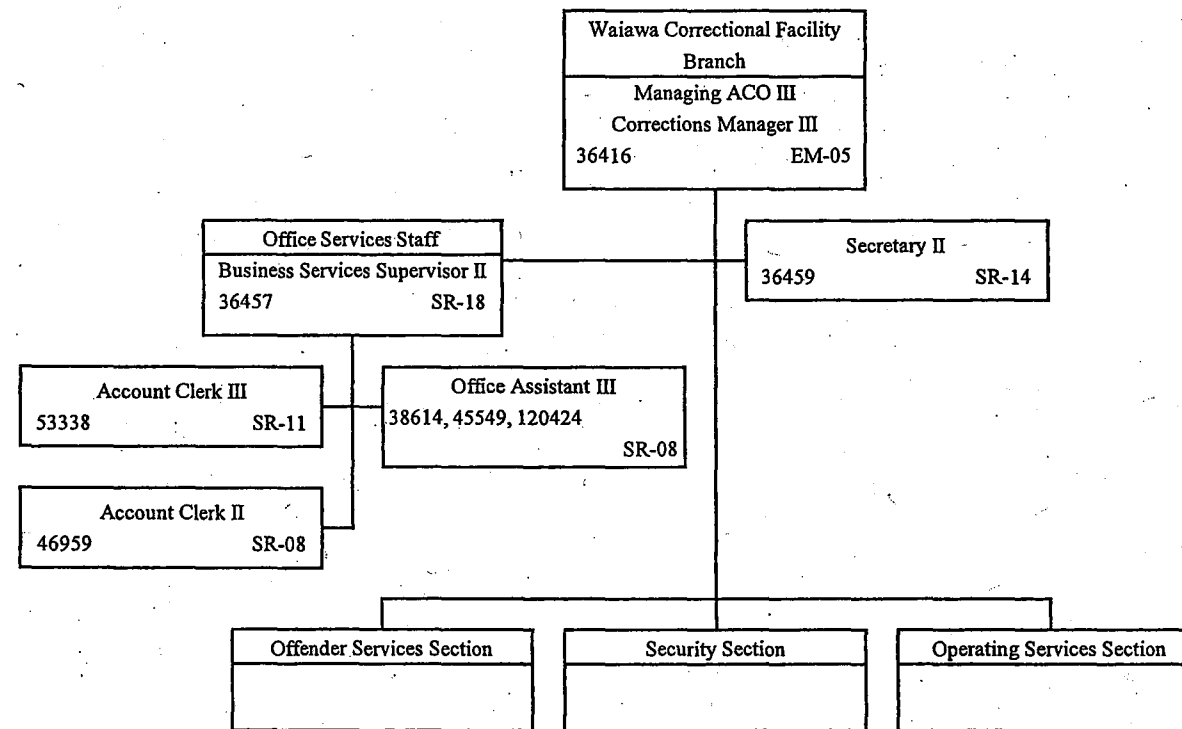 Waiawa Correctional Facility
Branch
Managing ACO III
Corrections Manager III
36416 EM-05
Office Services Staff
Business Services Supervisor II
36457 SR-18
Secretary II
36459 SR-14
Account Clerk III
53338 SR-11
Office Assistant III
38614, 45549, 120424
SR-08
Account Clerk II
46959 SR-08
Offender Services Section
Security Section
Operating Services Section